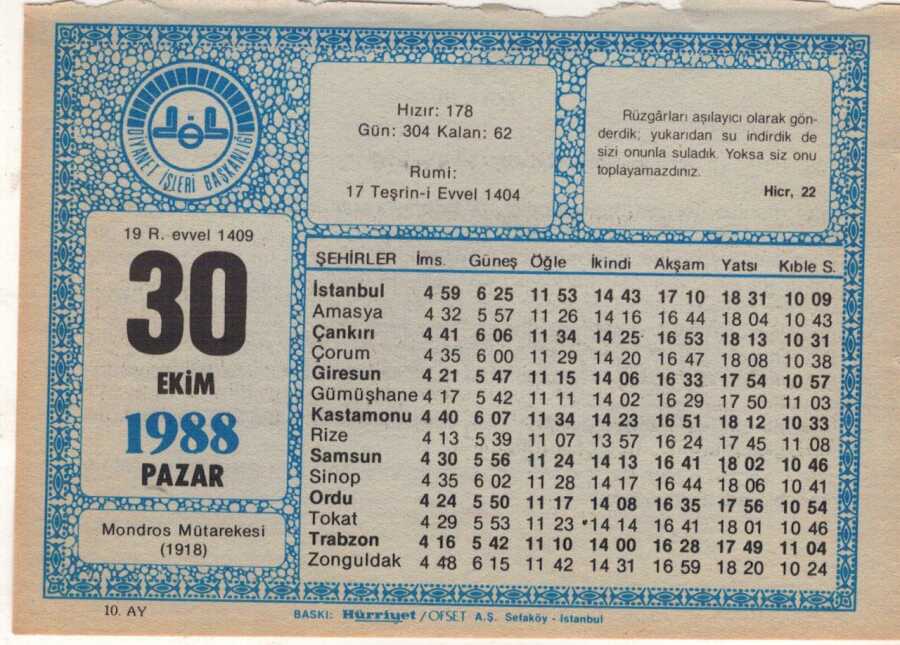 DİYANET İŞLERİ BAŞKANLIĞI
Hızır: 178
Gün: 304 Kalan: 62
Rumi:
17 Teşrin-i Evvel 1404
Rüzgârları aşılayıcı olarak gön-
derdik; yukarıdan su indirdik de
sizi onunla suladık. Yoksa siz onu
toplayamazdınız.
Hicr, 22
19 R. evvel 1409
30
EKİM
1988
PAZAR
Mondros Mütarekesi
(1918)
ŞEHİRLER İms. Güneş Öğle İkindi Akşam Yatsı Kıble S.
İstanbul 4 59 6 25 11 53 14 43 17 10 18 31 10 09
Amasya 4 32 5 57 11 26 14 16 16 44 18 04 10 43
Çankırı 4 41 6 06 11 34 14 25 16 53 18 13 10 31
Çorum 4 35 6 00 11 29 14 20 16 47 18 08 10 38
Giresun 4 21 5 47 11 15 14 06 16 33 17 54 10 57
Gümüşhane 4 17 5 42 11 11 14 02 16 29 17 50 11 03
Kastamonu 4 40 6 07 11 34 14 23 16 51 18 12 10 33
Rize 4 13 5 39 11 07 13 57 16 24 17 45 11 08
Samsun 4 30 5 56 11 24 14 13 16 41 18 02 10 46
Sinop 4 35 6 02 11 28 14 17 16 44 18 06 10 41
Ordu 4 24 5 50 11 17 14 08 16 35 17 56 10 54
Tokat 4 29 5 53 11 23 14 14 16 41 18 01 10 46
Trabzon 4 16 5 42 11 10 14 00 16 28 17 49 11 04
Zonguldak 4 48 6 15 11 42 14 31 16 59 18 20 10 24
10. AY
BASKI: Hürriyet / OFSET A.Ş. Sefaköy - İstanbul